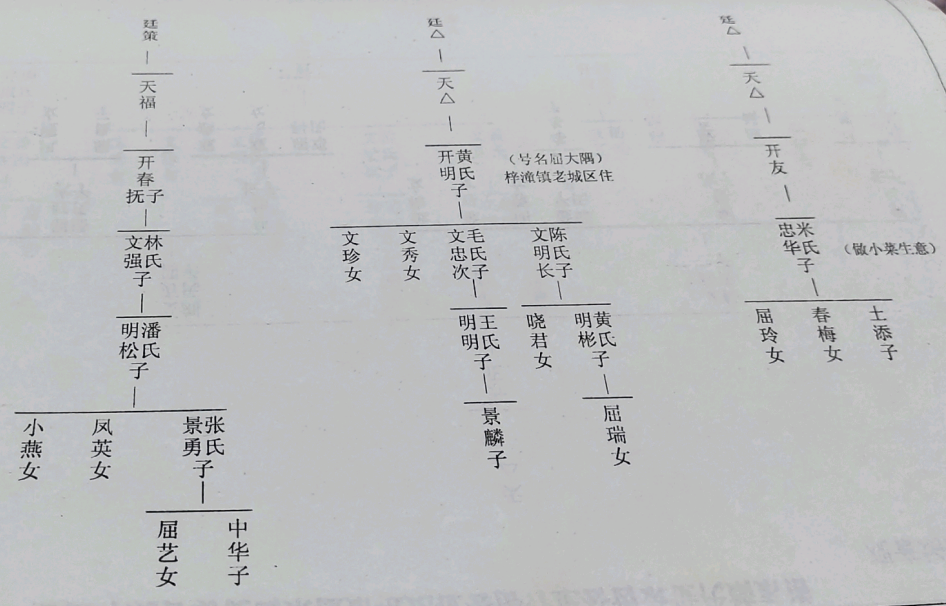 廷策
天福
开春抚子
文强子 林氏
明松子 潘氏
小燕女
凤英女
景勇子 张氏
屈艺女
中华子
廷△
天△
开明子 黄氏
(号名屈大隅)
梓潼镇老城区住
文珍女
文秀女
文忠次子 毛氏
文明长子 陈氏
明明子 王氏
晓君女
明彬子 黄氏
景麟子
屈瑞女
廷△
天△
开友
忠华子 米氏
(做小菜生意)
屈玲女
春梅女
土添子